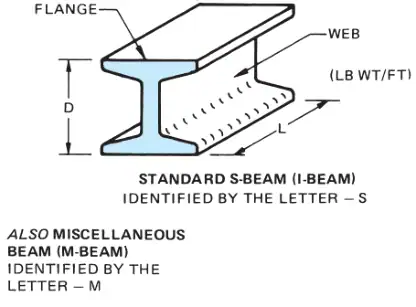 FLANGE
WEB
(LB WT/FT)
D
L
STANDARD S-BEAM (I-BEAM)
IDENTIFIED BY THE LETTER – S
ALSO MISCELLANEOUS
BEAM (M-BEAM)
IDENTIFIED BY THE
LETTER – M